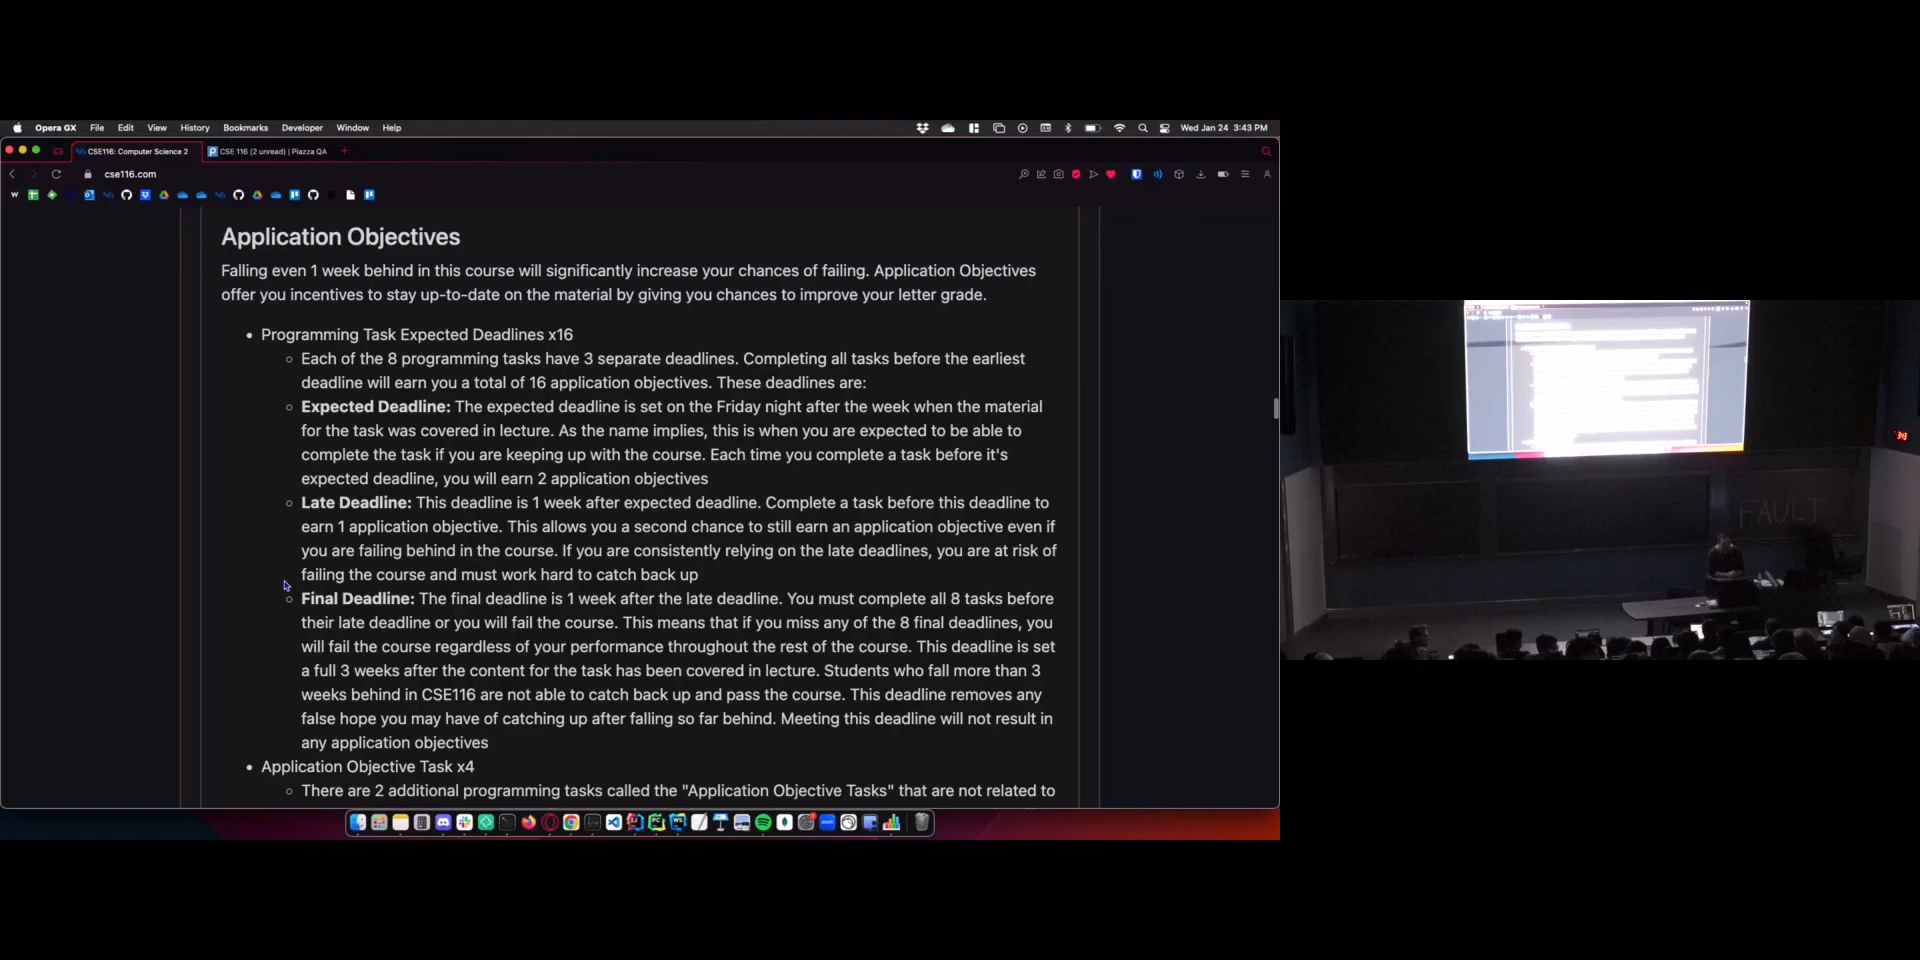 Opera GX File Edit View History Bookmarks Developer Window Help Wed Jan 24 3:43 PM
CSE116: Computer Science 2 CSE 116 (2 unread) | Piazza QA
cse116.com
Application Objectives
Falling even 1 week behind in this course will significantly increase your chances of failing. Application Objectives
offer you incentives to stay up-to-date on the material by giving you chances to improve your letter grade.
Programming Task Expected Deadlines x16
Each of the 8 programming tasks have 3 separate deadlines. Completing all tasks before the earliest
deadline will earn you a total of 16 application objectives. These deadlines are:
Expected Deadline: The expected deadline is set on the Friday night after the week when the material
for the task was covered in lecture. As the name implies, this is when you are expected to be able to
complete the task if you are keeping up with the course. Each time you complete a task before it's
expected deadline, you will earn 2 application objectives
Late Deadline: This deadline is 1 week after expected deadline. Complete a task before this deadline to
earn 1 application objective. This allows you a second chance to still earn an application objective even if
you are failing behind in the course. If you are consistently relying on the late deadlines, you are at risk of
failing the course and must work hard to catch back up
Final Deadline: The final deadline is 1 week after the late deadline. You must complete all 8 tasks before
their late deadline or you will fail the course. This means that if you miss any of the 8 final deadlines, you
will fail the course regardless of your performance throughout the rest of the course. This deadline is set
a full 3 weeks after the content for the task has been covered in lecture. Students who fall more than 3
weeks behind in CSE116 are not able to catch back up and pass the course. This deadline removes any
false hope you may have of catching up after falling so far behind. Meeting this deadline will not result in
any application objectives
Application Objective Task x4
There are 2 additional programming tasks called the "Application Objective Tasks" that are not related to
FAULT